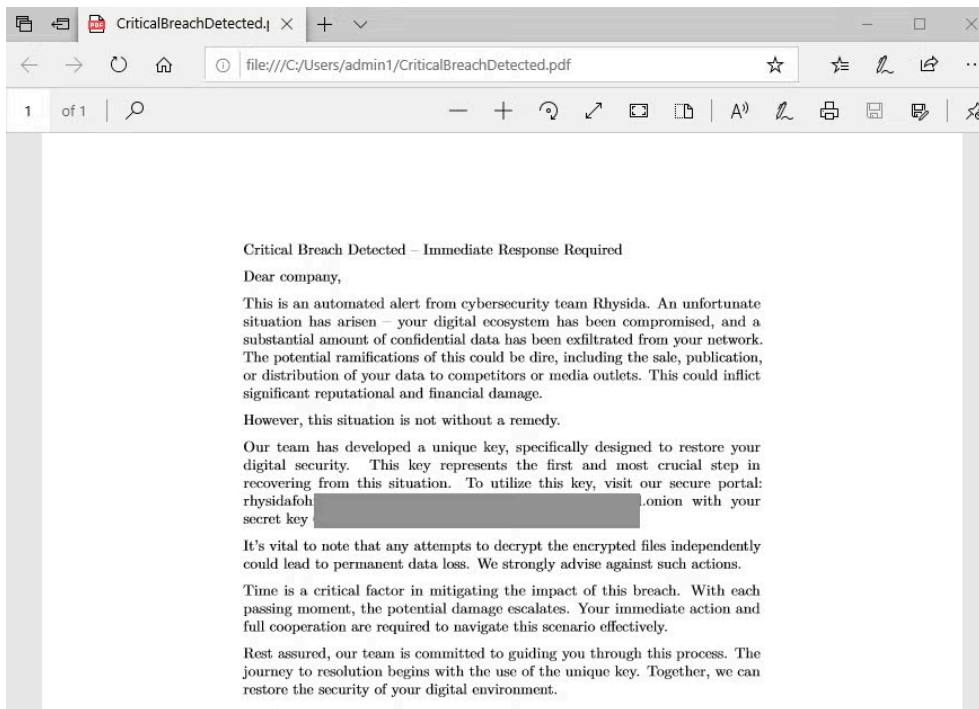 CriticalBreachDetected.p
file:///C:/Users/admin1/CriticalBreachDetected.pdf
1 of 1
Critical Breach Detected – Immediate Response Required
Dear company,
This is an automated alert from cybersecurity team Rhysida. An unfortunate
situation has arisen – your digital ecosystem has been compromised, and a
substantial amount of confidential data has been exfiltrated from your network.
The potential ramifications of this could be dire, including the sale, publication,
or distribution of your data to competitors or media outlets. This could inflict
significant reputational and financial damage.
However, this situation is not without a remedy.
Our team has developed a unique key, specifically designed to restore your
digital security. This key represents the first and most crucial step in
recovering from this situation. To utilize this key, visit our secure portal:
rhysidafoh .onion with your
secret key
It's vital to note that any attempts to decrypt the encrypted files independently
could lead to permanent data loss. We strongly advise against such actions.
Time is a critical factor in mitigating the impact of this breach. With each
passing moment, the potential damage escalates. Your immediate action and
full cooperation are required to navigate this scenario effectively.
Rest assured, our team is committed to guiding you through this process. The
journey to resolution begins with the use of the unique key. Together, we can
restore the security of your digital environment.